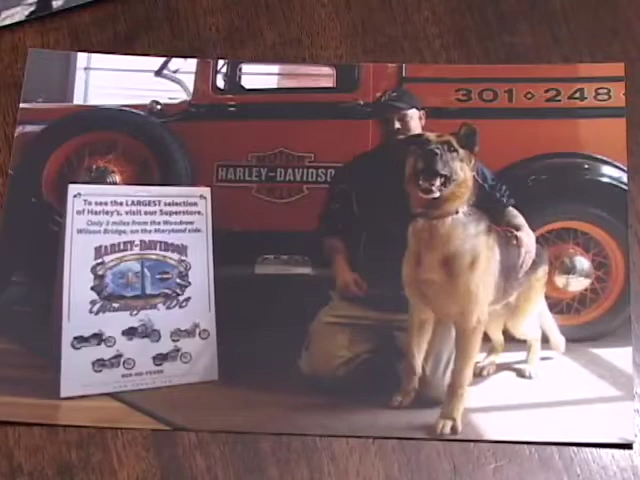 301 ◇ 248
HARLEY-DAVIDSO
To see the LARGEST selection
of Harley's, visit our Superstore.
Only 3 miles from the Woodrow
Wilson Bridge, on the Maryland side.
HARLEY-DAVIDSON
Washington, DC